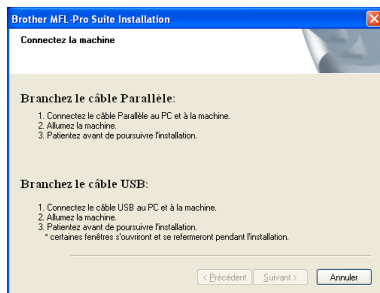 Brother MFL-Pro Suite Installation
Connectez la machine
Branchez le câble Parallèle:
1. Connectez le câble Parallèle au PC et à la machine.
2. Allumez la machine.
3. Patientez avant de poursuivre l'installation.
Branchez le câble USB:
1. Connectez le câble USB au PC et à la machine.
2. Allumez la machine.
3. Patientez avant de poursuivre l'installation.
* certaines fenêtres s'ouvriront et se refermeront pendant l'installation.
< Précédent Suivant > Annuler